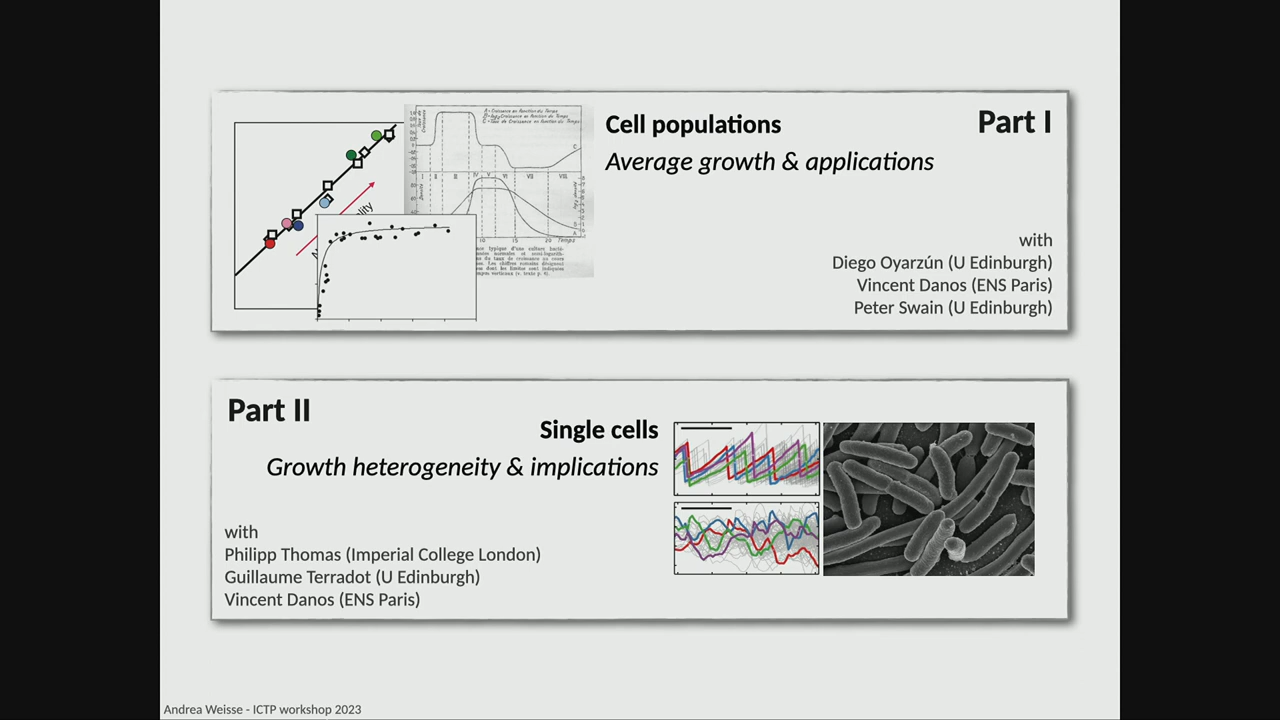 Part I
Cell populations
Average growth & applications
with
Diego Oyarzún (U Edinburgh)
Vincent Danos (ENS Paris)
Peter Swain (U Edinburgh)
Part II
Single cells
Growth heterogeneity & implications
with
Philipp Thomas (Imperial College London)
Guillaume Terradot (U Edinburgh)
Vincent Danos (ENS Paris)
Andrea Weisse - ICTP workshop 2023